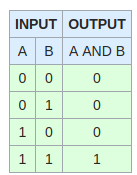 INPUT OUTPUT
A B A AND B
0 0 0
0 1 0
1 0 0
1 1 1